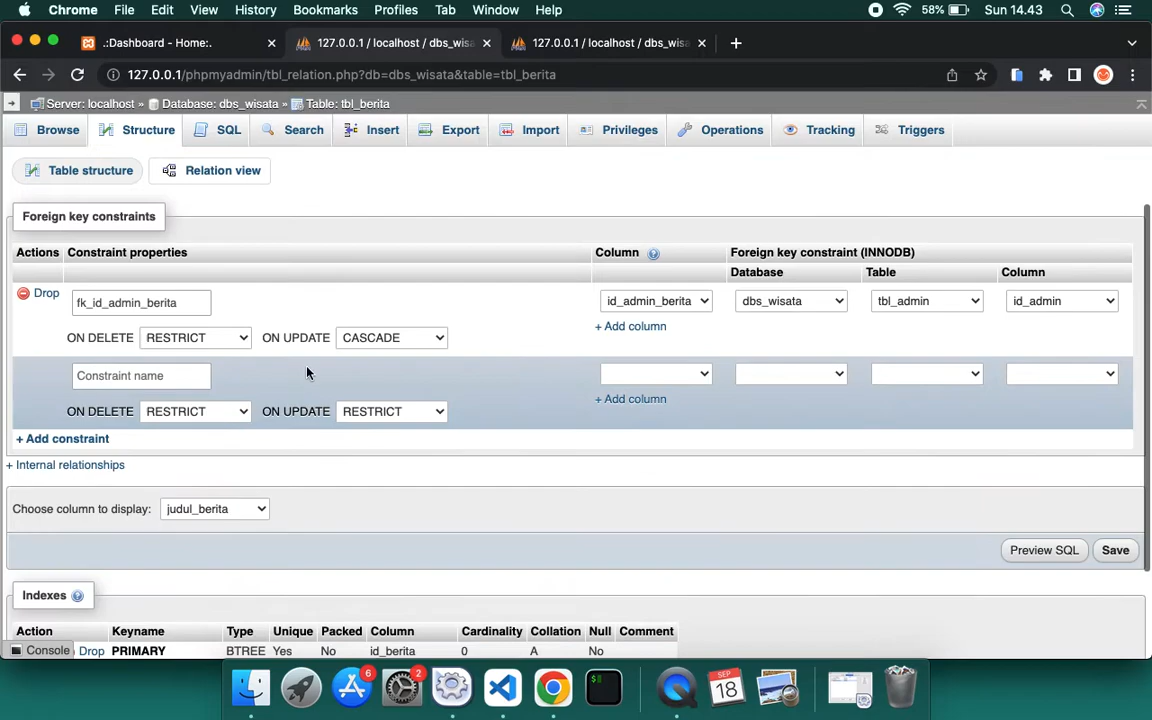 Chrome File Edit View History Bookmarks Profiles Tab Window Help 58% Sun 14.43
.:Dashboard - Home:. 127.0.0.1 / localhost / dbs_wisa 127.0.0.1 / localhost / dbs_wisa
127.0.0.1/phpmyadmin/tbl_relation.php?db=dbs_wisata&table=tbl_berita
Server: localhost » Database: dbs_wisata » Table: tbl_berita
Browse Structure SQL Search Insert Export Import Privileges Operations Tracking Triggers
Table structure Relation view
Foreign key constraints
Actions Constraint properties Column Foreign key constraint (INNODB)
Database Table Column
Drop fk_id_admin_berita id_admin_berita dbs_wisata tbl_admin id_admin
+ Add column
ON DELETE RESTRICT ON UPDATE CASCADE
Constraint name
+ Add column
ON DELETE RESTRICT ON UPDATE RESTRICT
+ Add constraint
+ Internal relationships
Choose column to display: judul_berita
Preview SQL Save
Indexes
Action Keyname Type Unique Packed Column Cardinality Collation Null Comment
Console Drop PRIMARY BTREE Yes No id_berita 0 A No
6 2 SEP 18